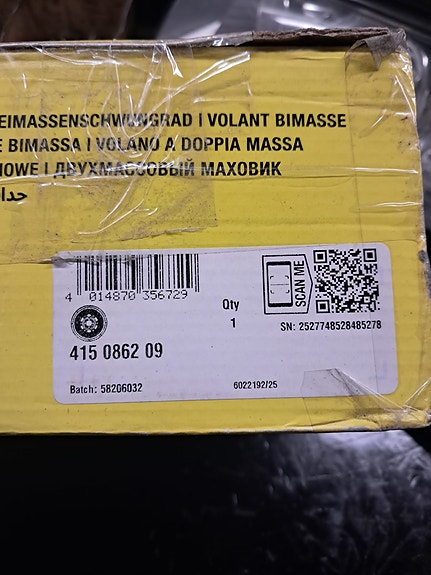 EIMASSENSCHWUNGRAD I VOLANT BIMASSE
E BIMASSA I VOLANO A DOPPIA MASSA
ДВУХМАССОВЫЙ МАХОВИК
4 014870 356729
Qty
1
SCAN ME
SN: 2527748528485278
415 0862 09
Batch: 58206032
6022192/25